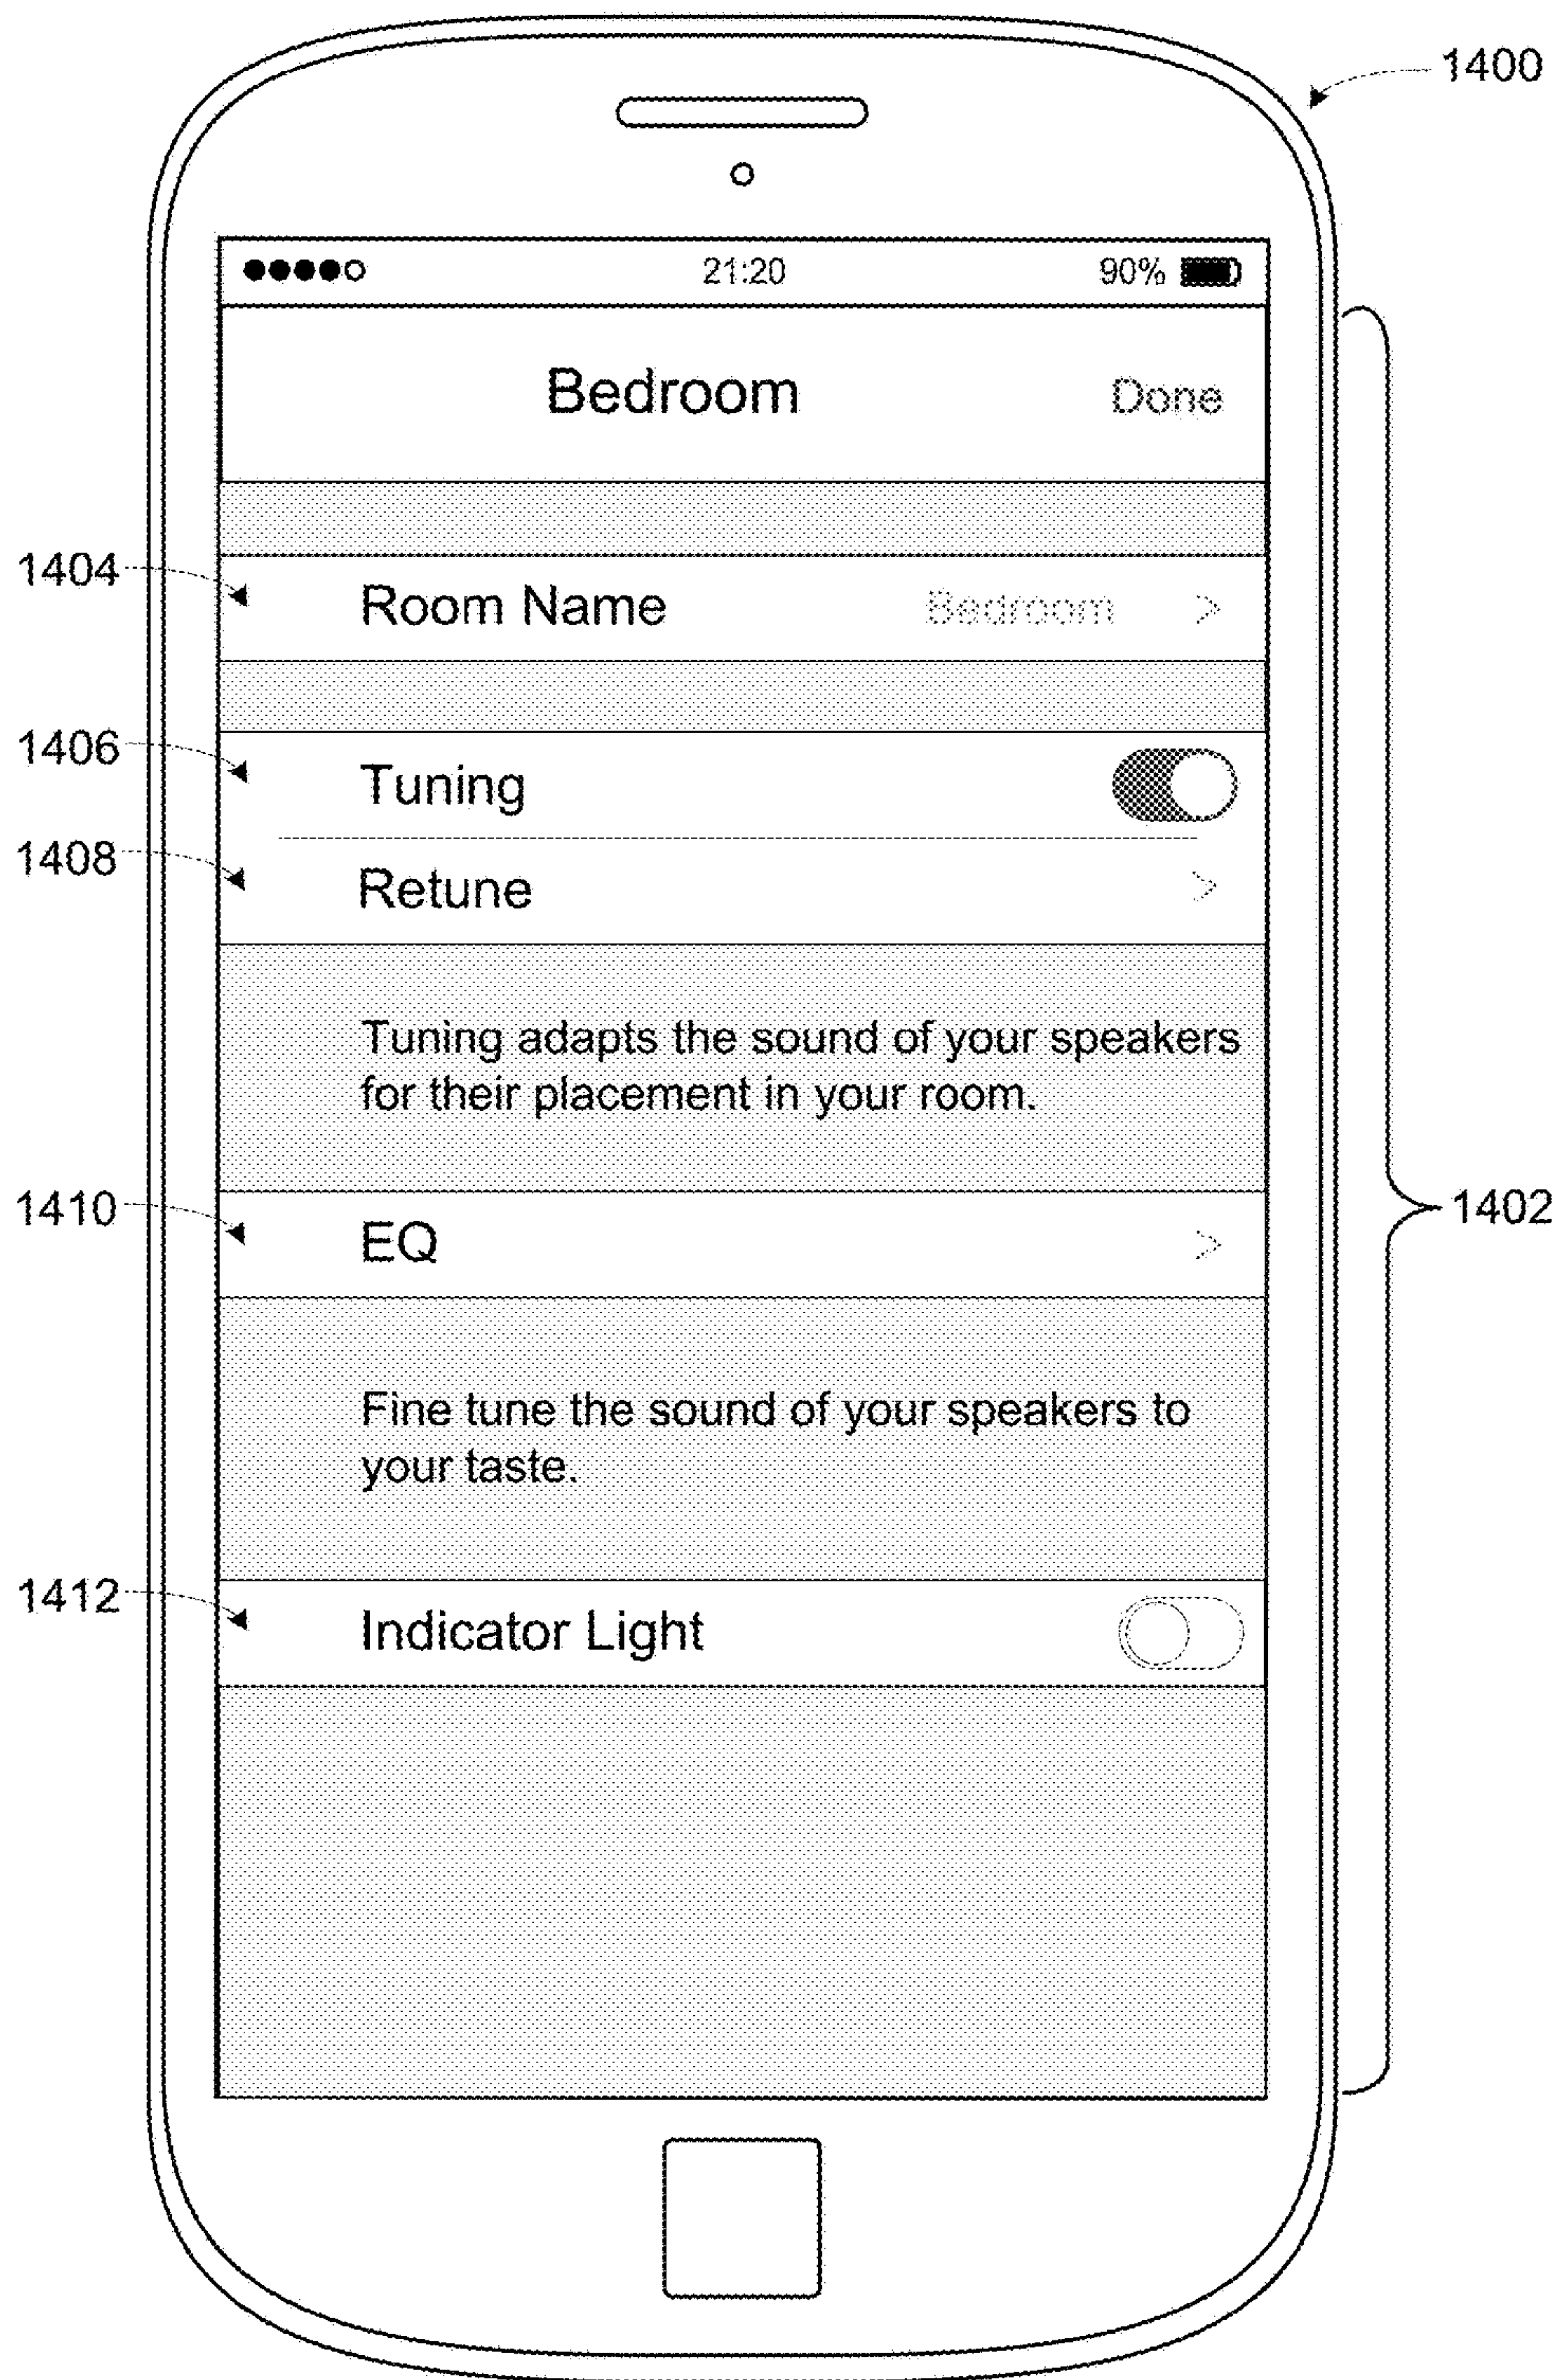 1400
21:20 90%
Bedroom Done
1404 Room Name Bedroom >
1406 Tuning
1408 Retune >
Tuning adapts the sound of your speakers
for their placement in your room.
1410 EQ >
1402
Fine tune the sound of your speakers to
your taste.
1412 Indicator Light